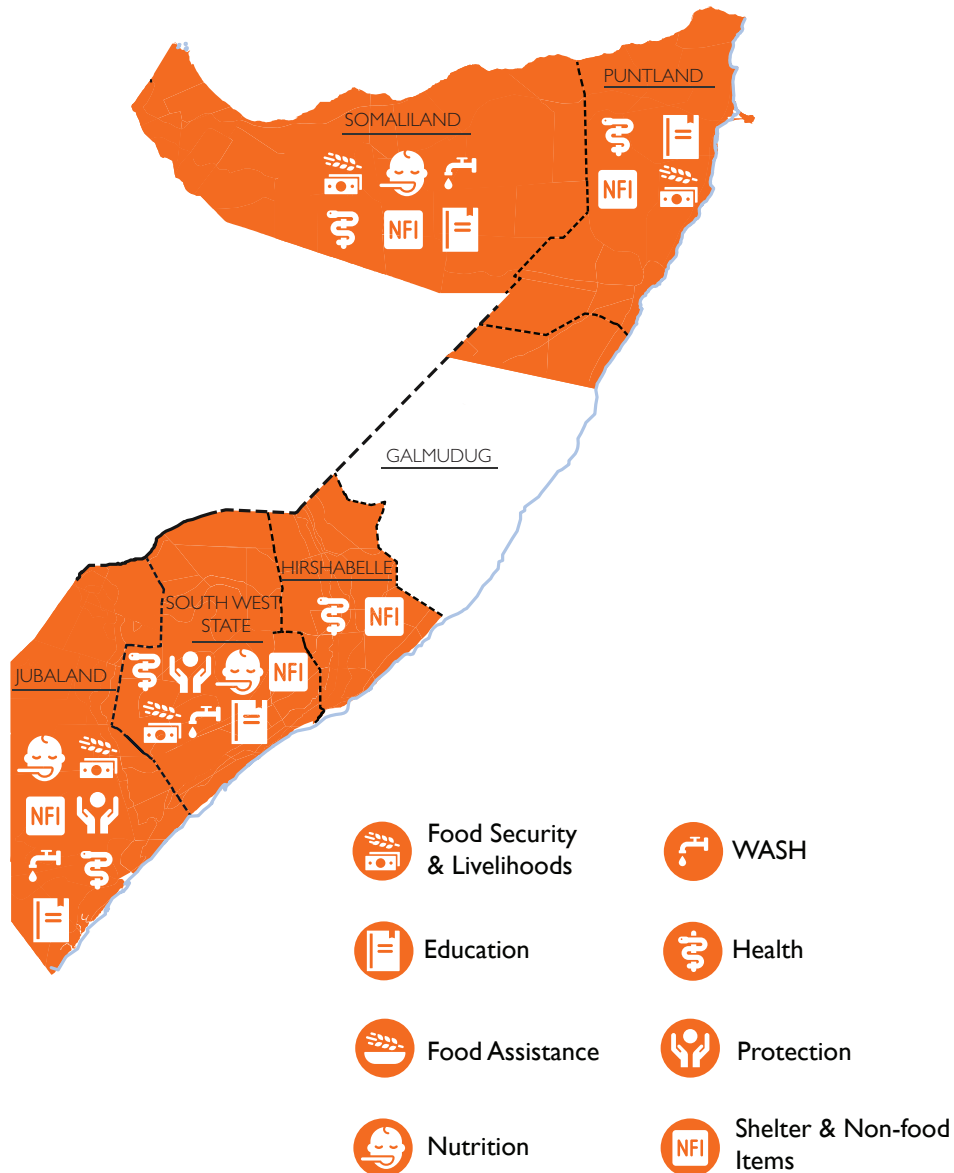 PUNTLAND
SOMALILAND
NFI
NFI
GALMUDUG
HIRSHABELLE
SOUTH WEST
STATE
NFI
NFI
JUBALAND
NFI
Food Security
& Livelihoods
WASH
Education
Health
Food Assistance
Protection
Nutrition
NFI
Shelter & Non-food
Items